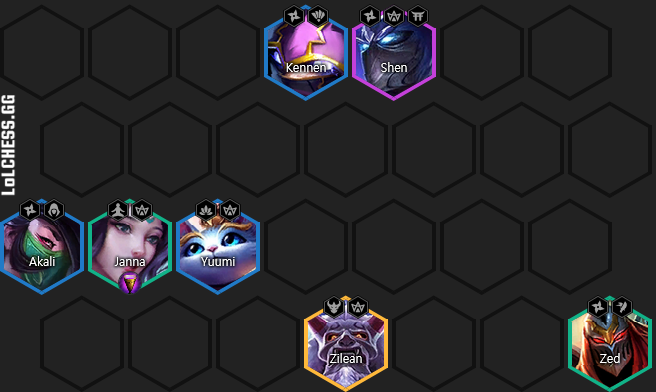 Kennen
Shen
LoLCHESS.GG
Akali
Janna
Yuumi
Zilean
Zed